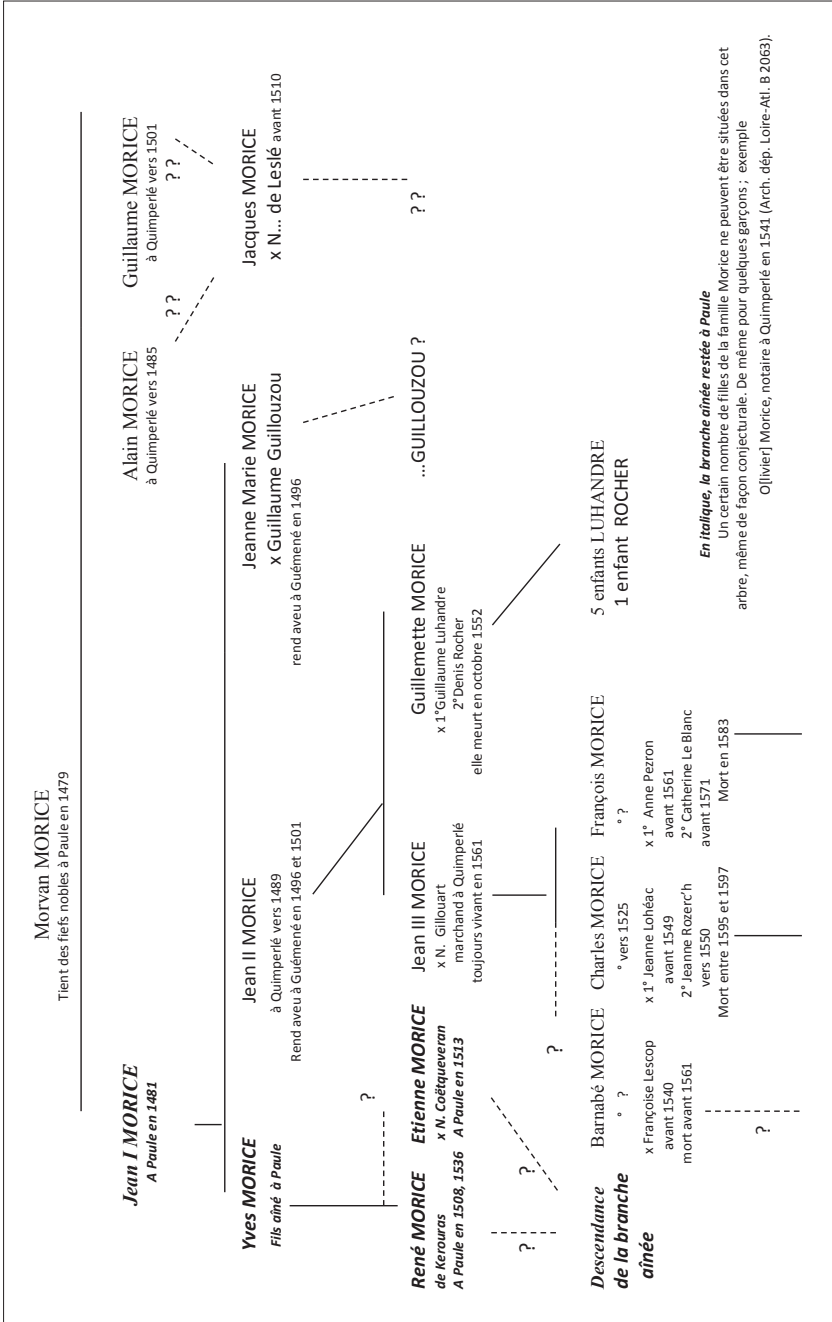 Morvan MORICE
Tient des fiefs nobles à Paule en 1479
Jean I MORICE
A Paule en 1481
Alain MORICE
à Quimperlé vers 1485
Guillaume MORICE
à Quimperlé vers 1501
? ?
? ?
Yves MORICE
Fils aîné à Paule
Jean II MORICE
à Quimperlé vers 1489
Rend aveu à Guémené en 1496 et 1501
Jeanne Marie MORICE
x Guillaume Guillouzou
rend aveu à Guémené en 1496
Jacques MORICE
x N... de Leslé avant 1510
?
René MORICE
de Kerouras
A Paule en 1508, 1536
Etienne MORICE
x N. Coëtqueveran
A Paule en 1513
Jean III MORICE
x N. Gillouart
marchand à Quimperlé
toujours vivant en 1561
Guillemette MORICE
x 1°Guillaume Luhandre
2°Denis Rocher
elle meurt en octobre 1552
...GUILLOUZOU ?
? ?
?
?
?
Descendance
de la branche
aînée
Barnabé MORICE
° ?
x Françoise Lescop
avant 1540
mort avant 1561
Charles MORICE
° vers 1525
x 1° Jeanne Lohéac
avant 1549
2° Jeanne Rozerc'h
vers 1550
Mort entre 1595 et 1597
François MORICE
° ?
x 1° Anne Pezron
avant 1561
2° Catherine Le Blanc
avant 1571
Mort en 1583
5 enfants LUHANDRE
1 enfant ROCHER
?
En italique, la branche aînée restée à Paule
Un certain nombre de filles de la famille Morice ne peuvent être situées dans cet
arbre, même de façon conjecturale. De même pour quelques garçons ; exemple
O[livier] Morice, notaire à Quimperlé en 1541 (Arch. dép. Loire-Atl. B 2063).